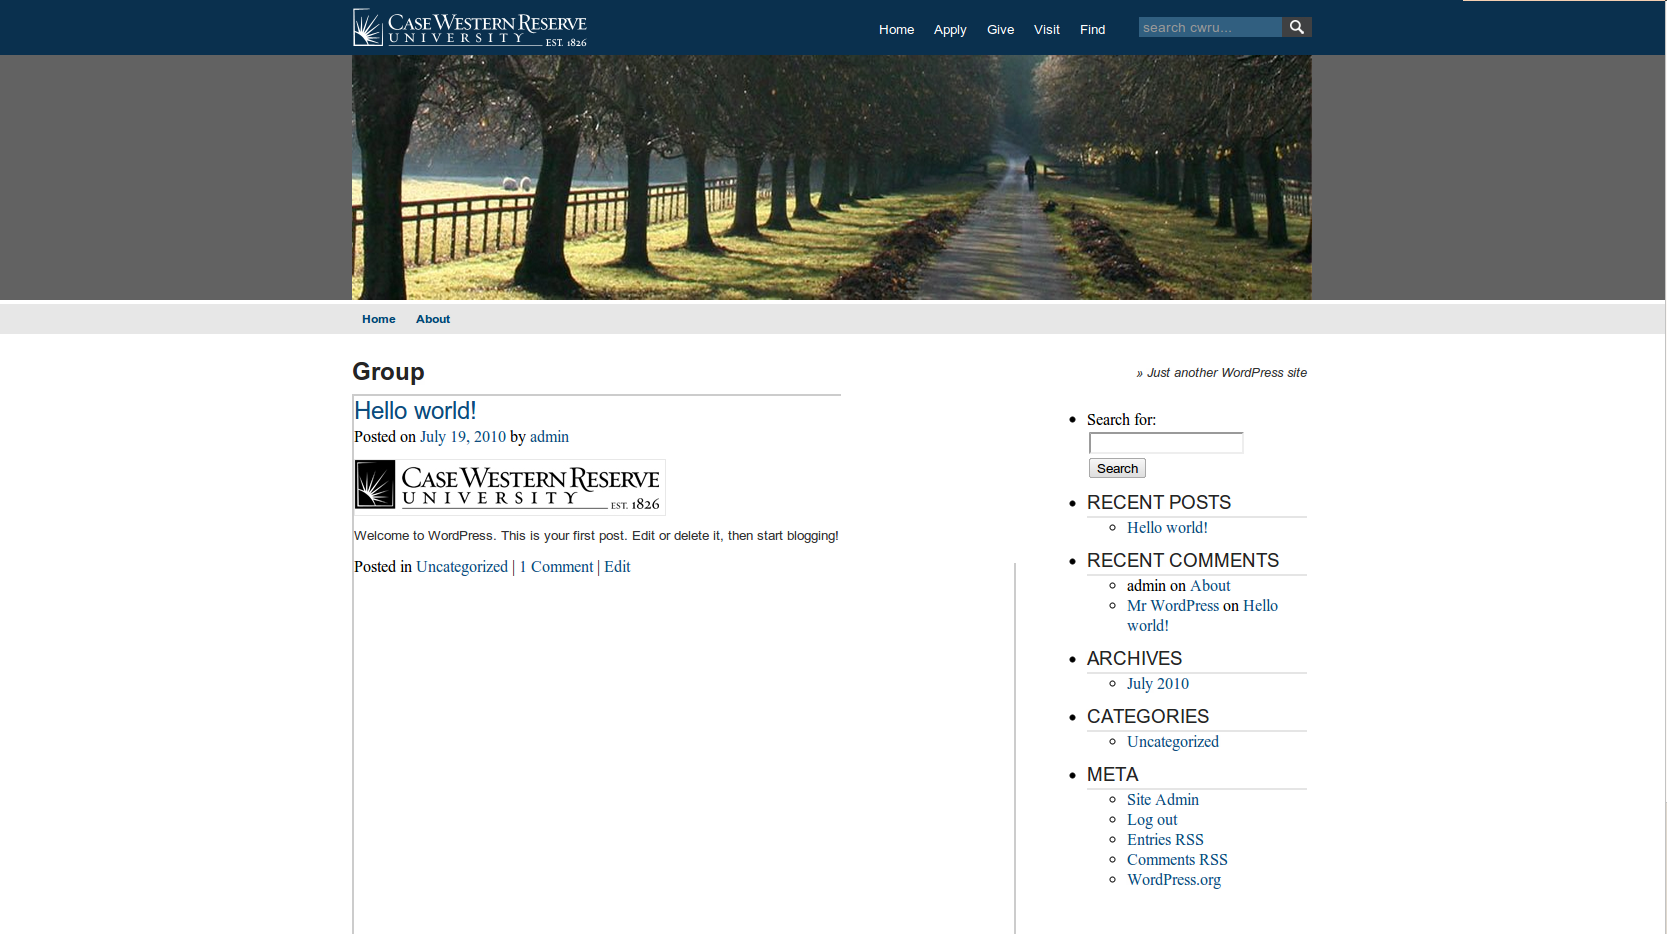 CASE WESTERN RESERVE
UNIVERSITY EST. 1826
Home Apply Give Visit Find search cwru...
Home About
Group
» Just another WordPress site
Hello world!
Posted on July 19, 2010 by admin
CASE WESTERN RESERVE
UNIVERSITY EST. 1826
Welcome to WordPress. This is your first post. Edit or delete it, then start blogging!
Posted in Uncategorized | 1 Comment | Edit
Search for:
Search
RECENT POSTS
Hello world!
RECENT COMMENTS
admin on About
Mr WordPress on Hello
world!
ARCHIVES
July 2010
CATEGORIES
Uncategorized
META
Site Admin
Log out
Entries RSS
Comments RSS
WordPress.org